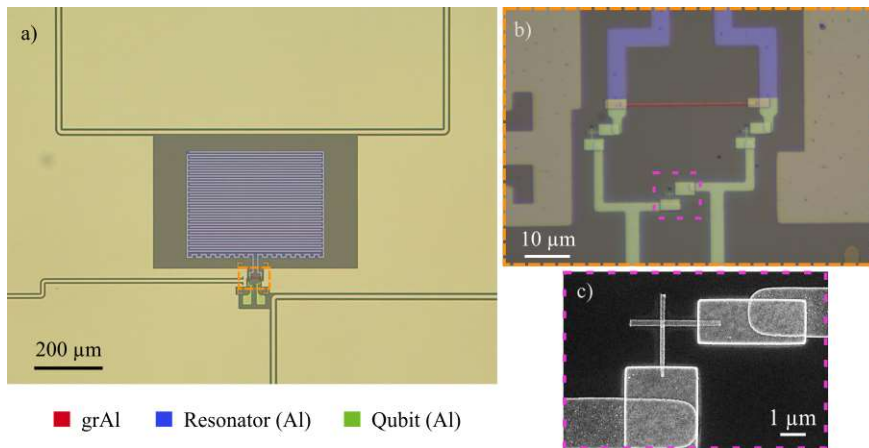 a)
200 µm
b)
10 µm
c)
1 µm
grAl
Resonator (Al)
Qubit (Al)